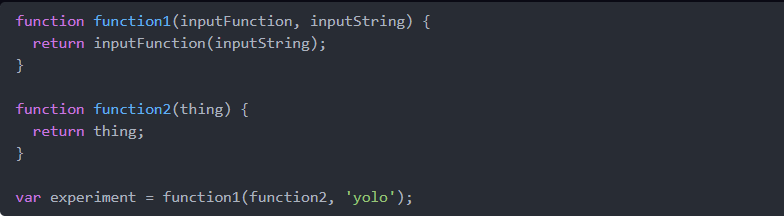 function function1(inputFunction, inputString) {
  return inputFunction(inputString);
}
function function2(thing) {
  return thing;
}
var experiment = function1(function2, 'yolo');